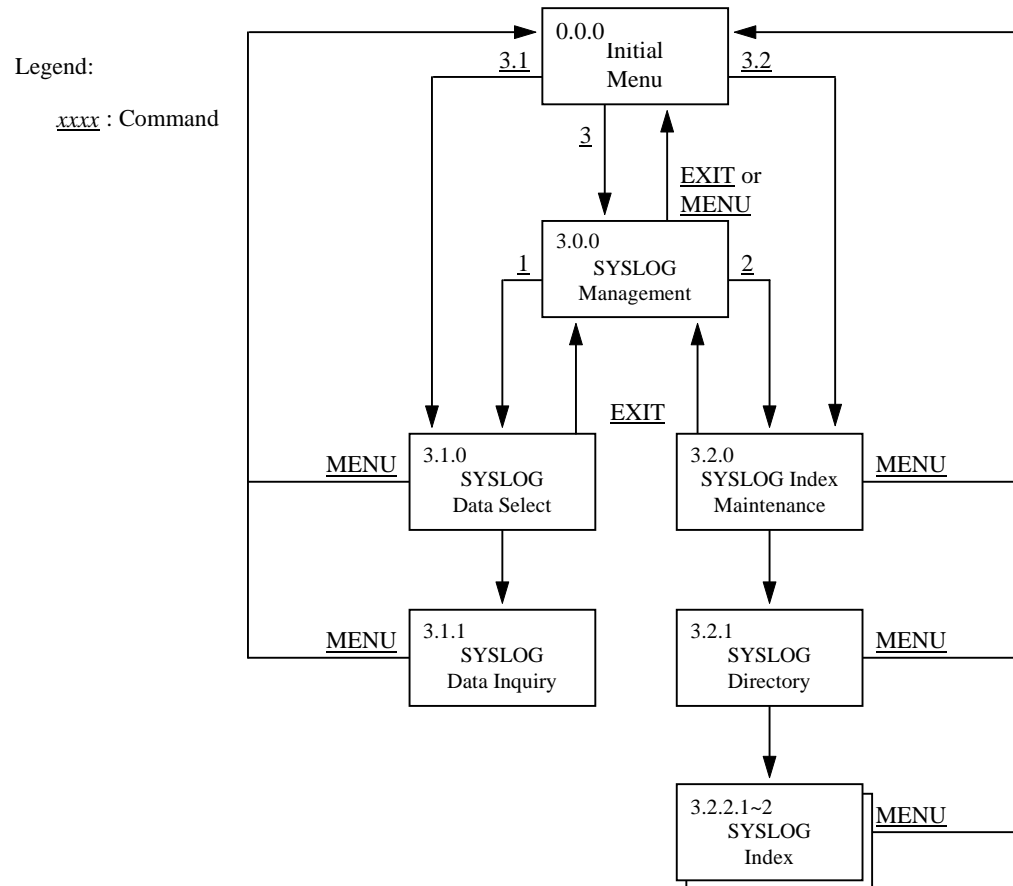 0.0.0
Initial
Menu
3.1
3.2
Legend:
xxxx : Command
3
EXIT or
MENU
3.0.0
SYSLOG
Management
1
2
EXIT
3.1.0
SYSLOG
Data Select
MENU
3.2.0
SYSLOG Index
Maintenance
MENU
3.1.1
SYSLOG
Data Inquiry
MENU
3.2.1
SYSLOG
Directory
MENU
3.2.2.1~2
SYSLOG
Index
MENU